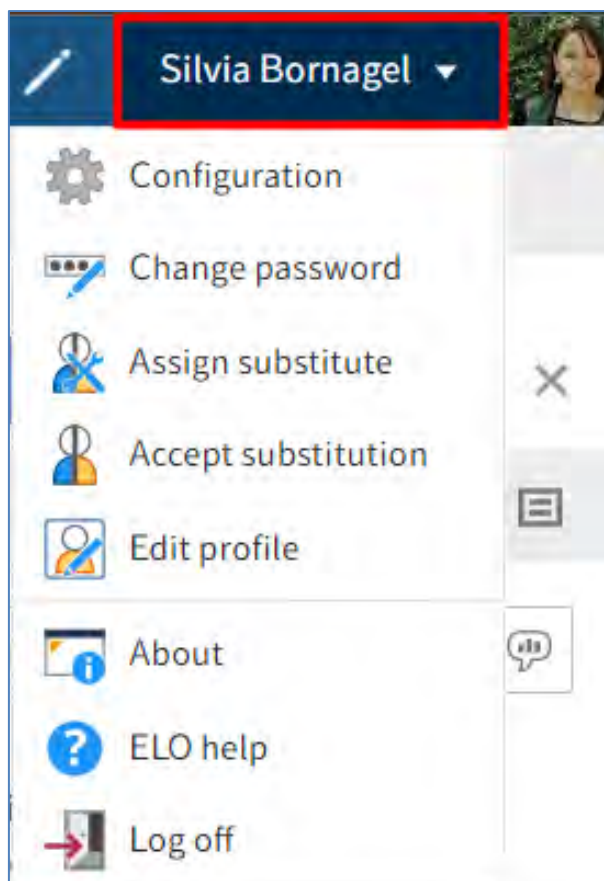 Silvia Bornagel
Configuration
Change password
Assign substitute
Accept substitution
Edit profile
About
ELO help
Log off